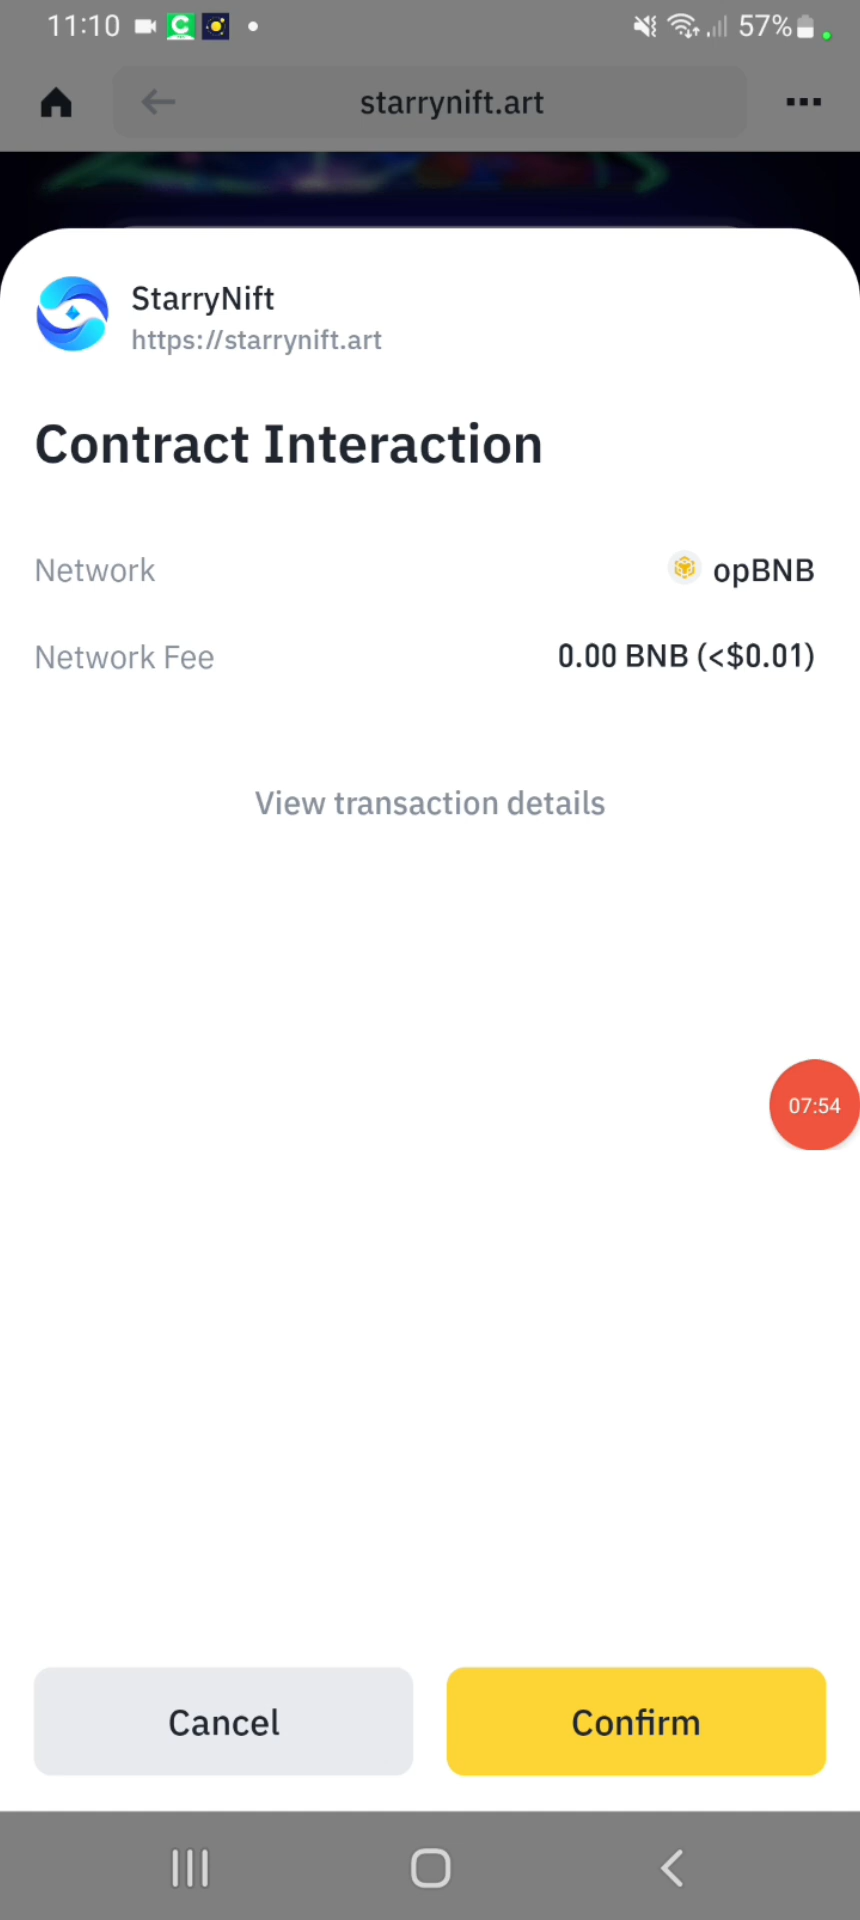 11:10
57%
starrynift.art
StarryNift
https://starrynift.art
Contract Interaction
Network
opBNB
Network Fee
0.00 BNB (<$0.01)
View transaction details
07:54
Cancel
Confirm